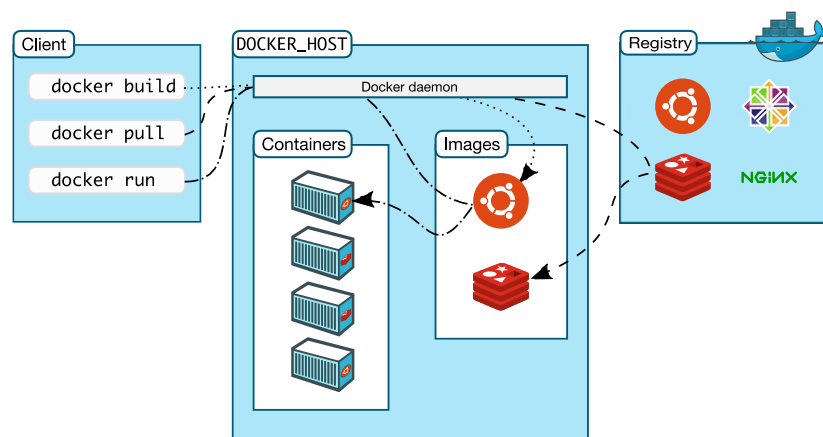 Client
docker build
docker pull
docker run
DOCKER_HOST
Docker daemon
Containers
Images
Registry
NGiNX